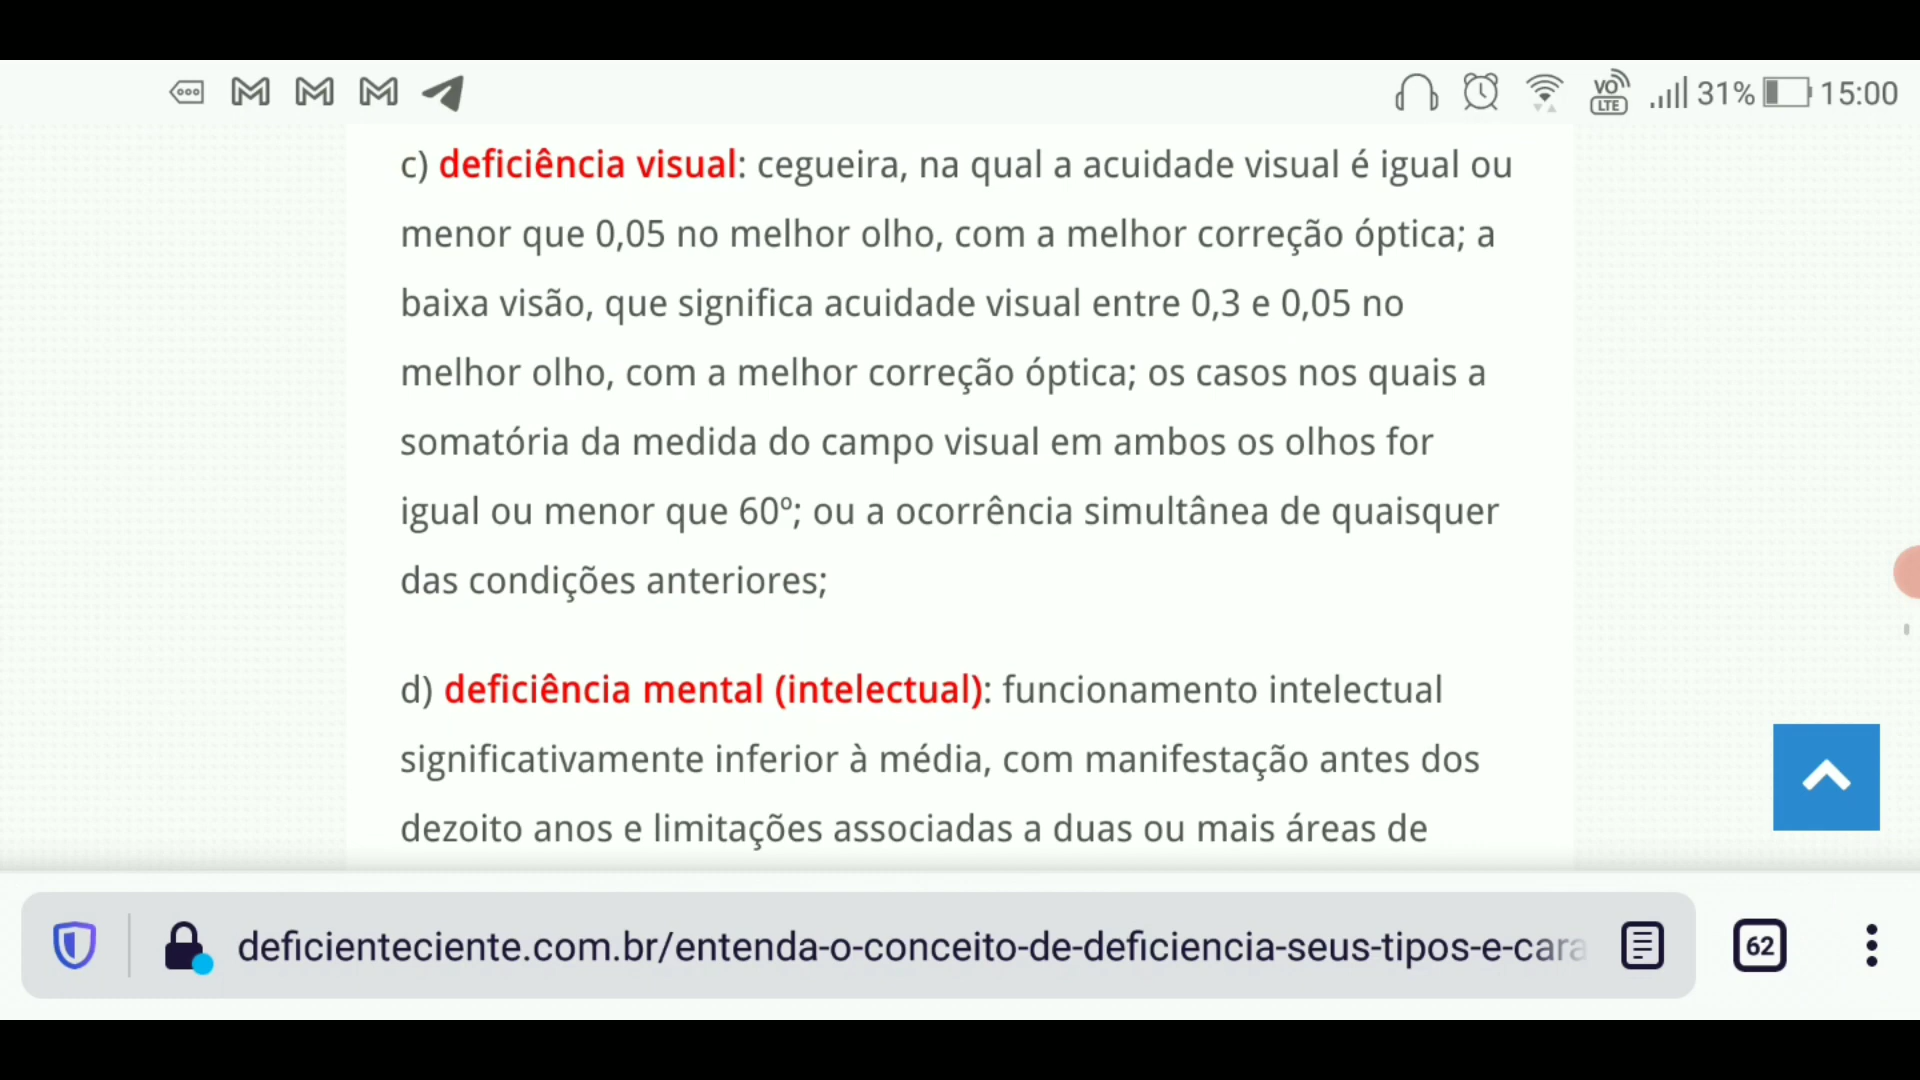 31% 15:00
c) deficiência visual: cegueira, na qual a acuidade visual é igual ou
menor que 0,05 no melhor olho, com a melhor correção óptica; a
baixa visão, que significa acuidade visual entre 0,3 e 0,05 no
melhor olho, com a melhor correção óptica; os casos nos quais a
somatória da medida do campo visual em ambos os olhos for
igual ou menor que 60º; ou a ocorrência simultânea de quaisquer
das condições anteriores;
d) deficiência mental (intelectual): funcionamento intelectual
significativamente inferior à média, com manifestação antes dos
dezoito anos e limitações associadas a duas ou mais áreas de
deficienteciente.com.br/entenda-o-conceito-de-deficiencia-seus-tipos-e-cara 62